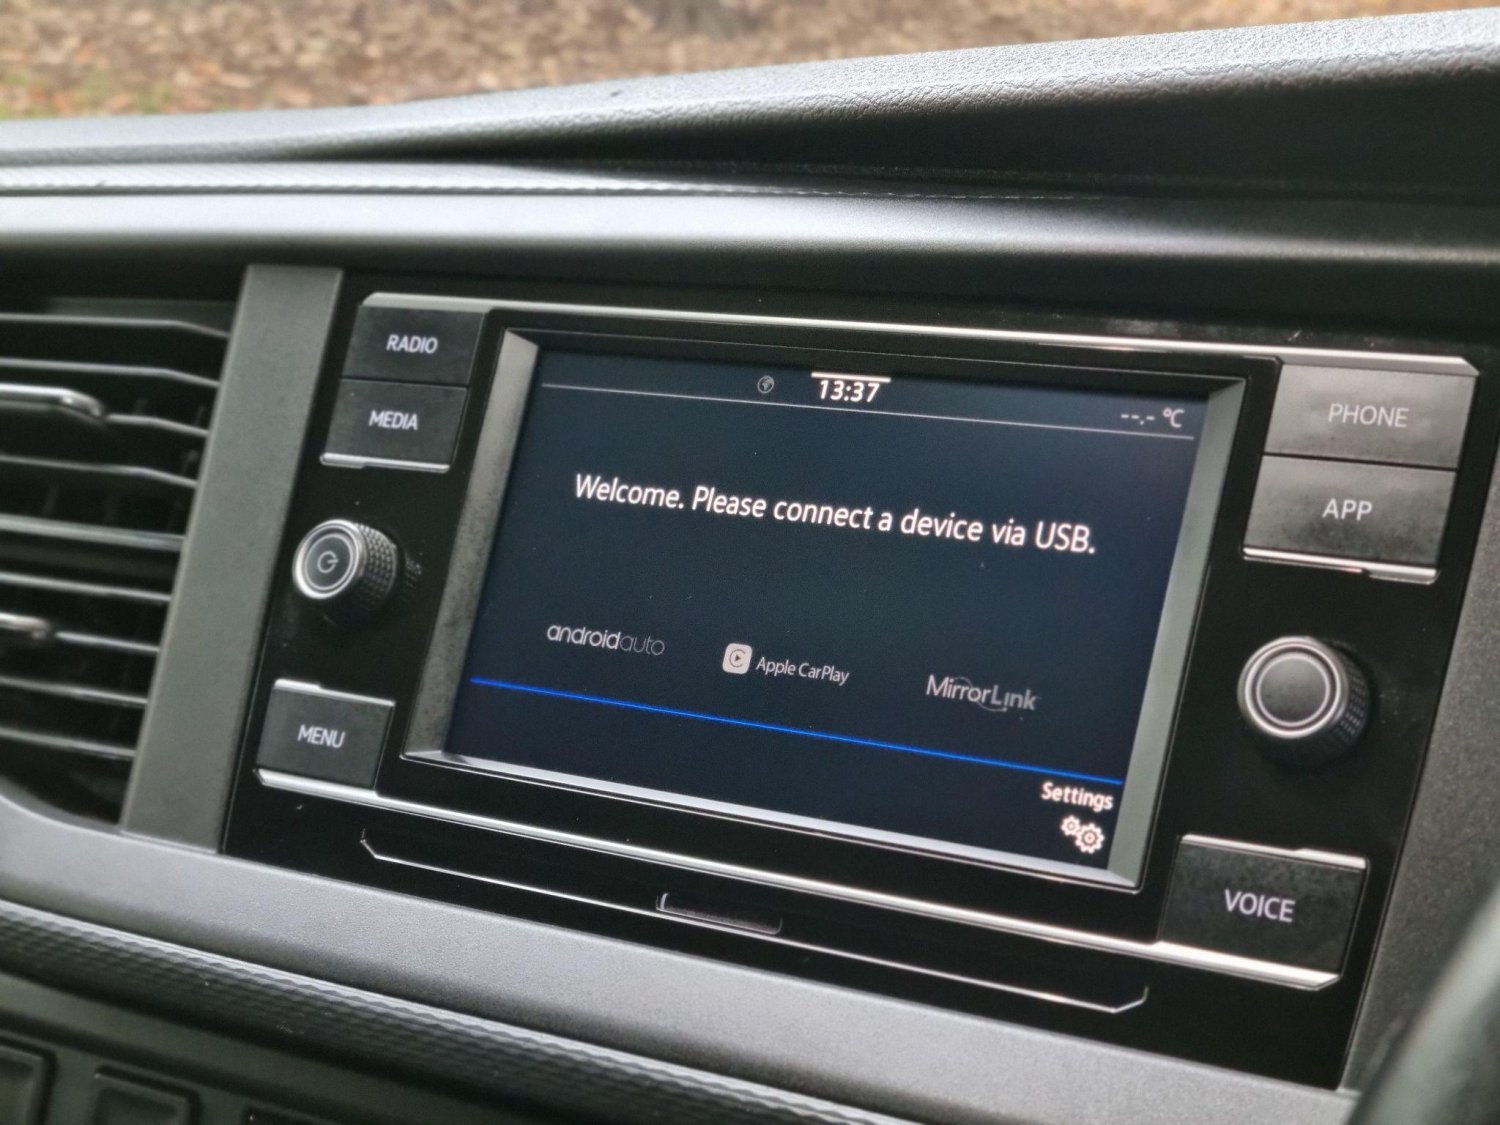 RADIO
MEDIA
MENU
13:37
--.- °C
Welcome. Please connect a device via USB.
androidauto
Apple CarPlay
MirrorLink
Settings
PHONE
APP
VOICE